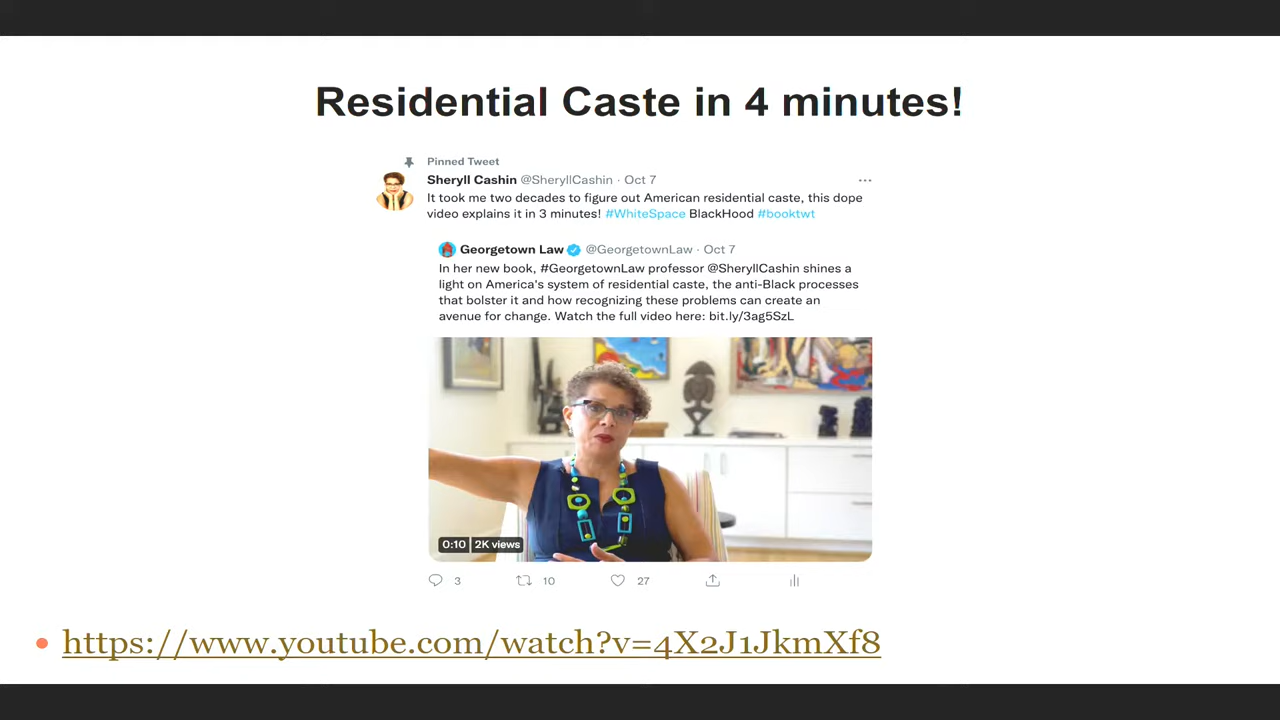 Residential Caste in 4 minutes!
Pinned Tweet
Sheryll Cashin @SheryllCashin · Oct 7
It took me two decades to figure out American residential caste, this dope
video explains it in 3 minutes! #WhiteSpace BlackHood #booktwt
Georgetown Law @GeorgetownLaw · Oct 7
In her new book, #GeorgetownLaw professor @SheryllCashin shines a
light on America's system of residential caste, the anti-Black processes
that bolster it and how recognizing these problems can create an
avenue for change. Watch the full video here: bit.ly/3ag5SzL
0:10 2K views
3 10 27
• https://www.youtube.com/watch?v=4X2J1JkmXf8